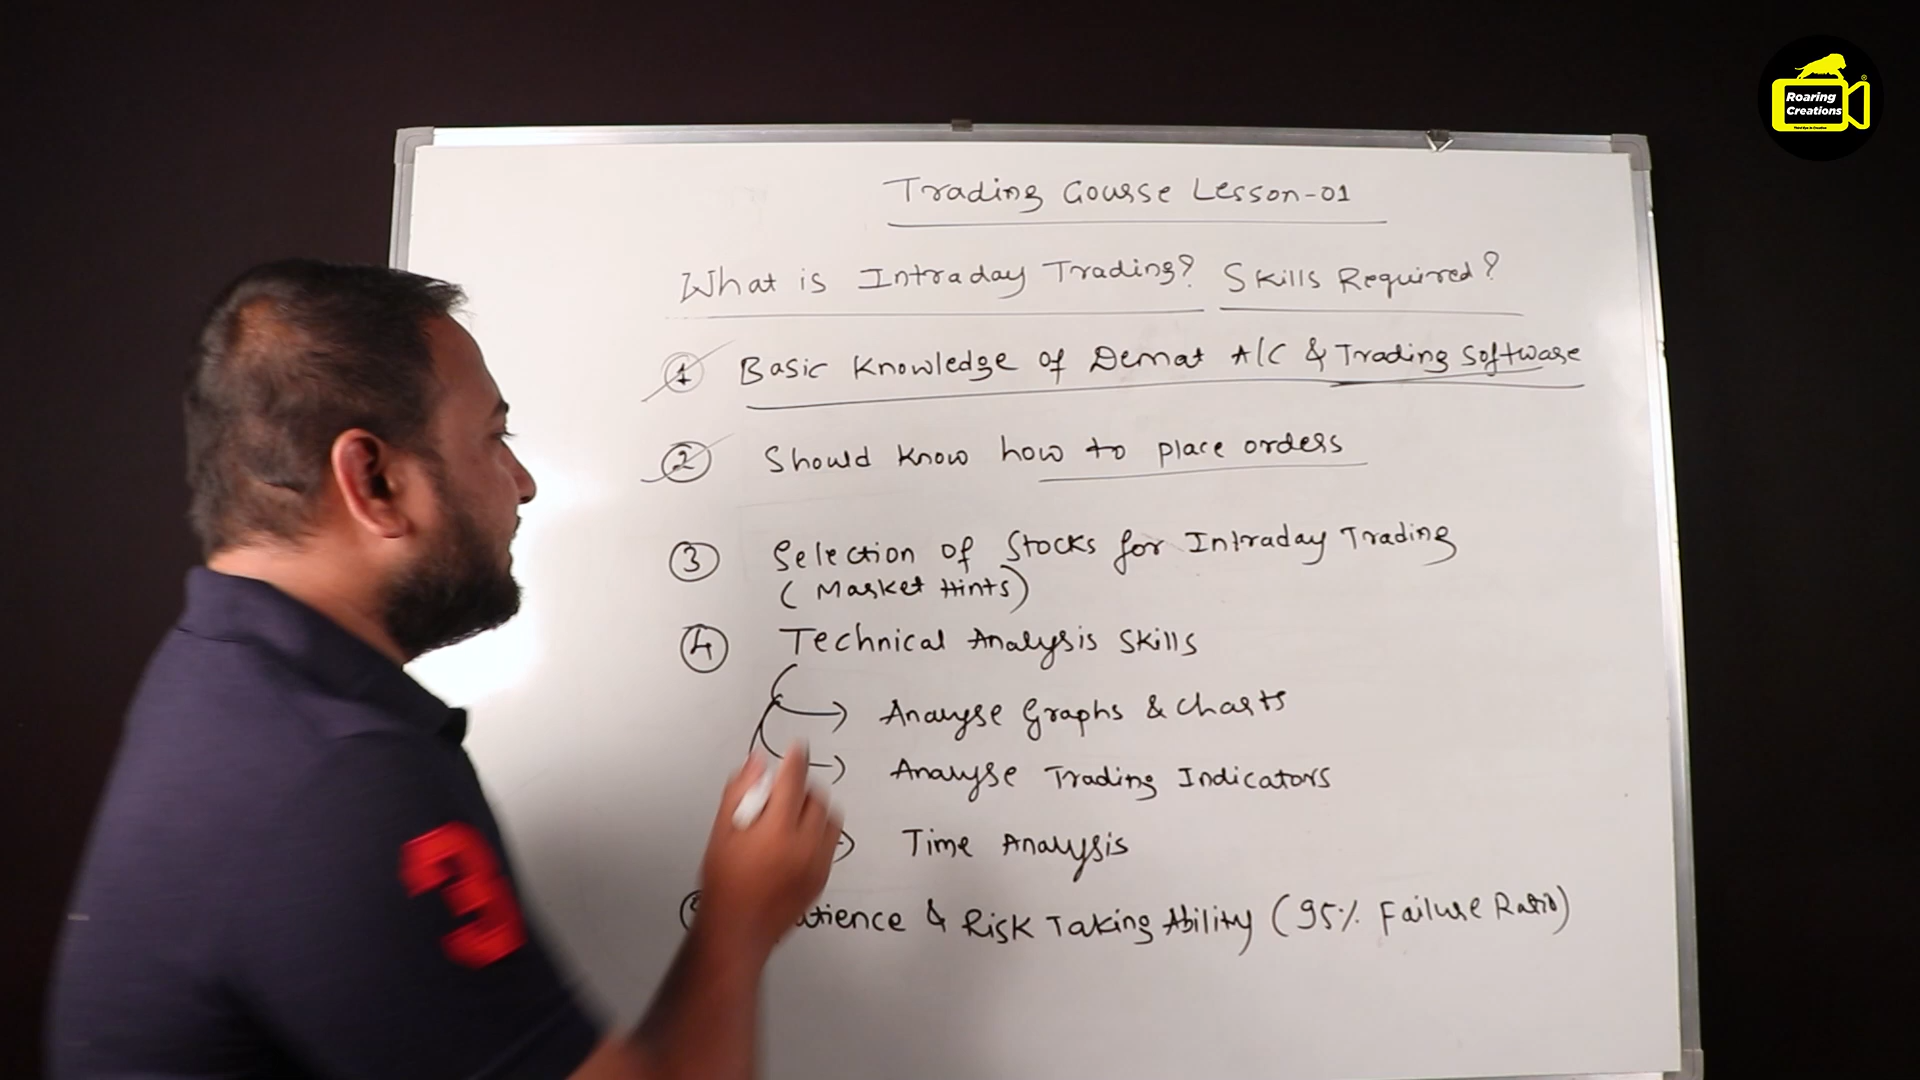 Roaring
Creations
Trading Course Lesson-01
What is Intraday Trading? Skills Required?
1 Basic Knowledge of Demat A/C & Trading Software
2 Should know how to place orders
3 Selection of Stocks for Intraday Trading
(Market Hints)
4 Technical Analysis Skills
→ Analyse Graphs & Charts
→ Analyse Trading Indicators
→ Time Analysis
& Risk Taking Ability (95% Failure Ratio)
3